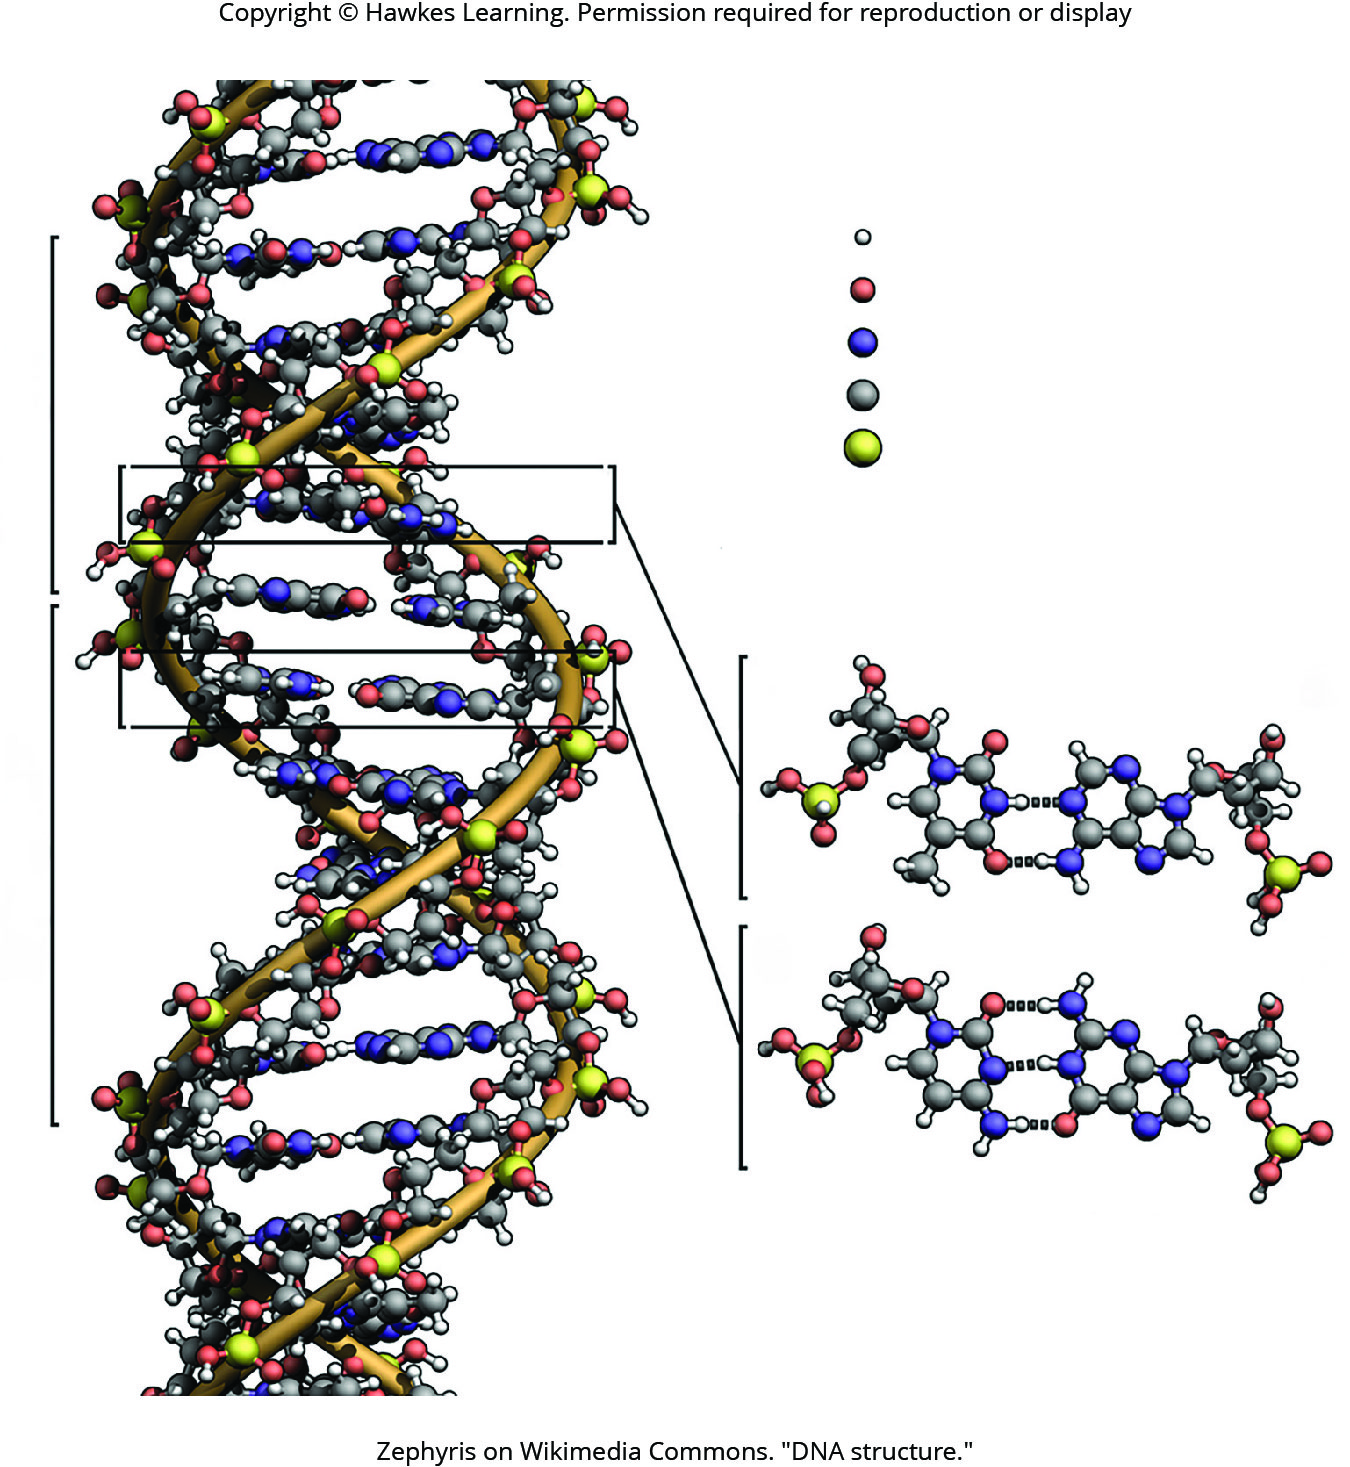 Copyright © Hawkes Learning. Permission required for reproduction or display
Zephyris on Wikimedia Commons. "DNA structure."